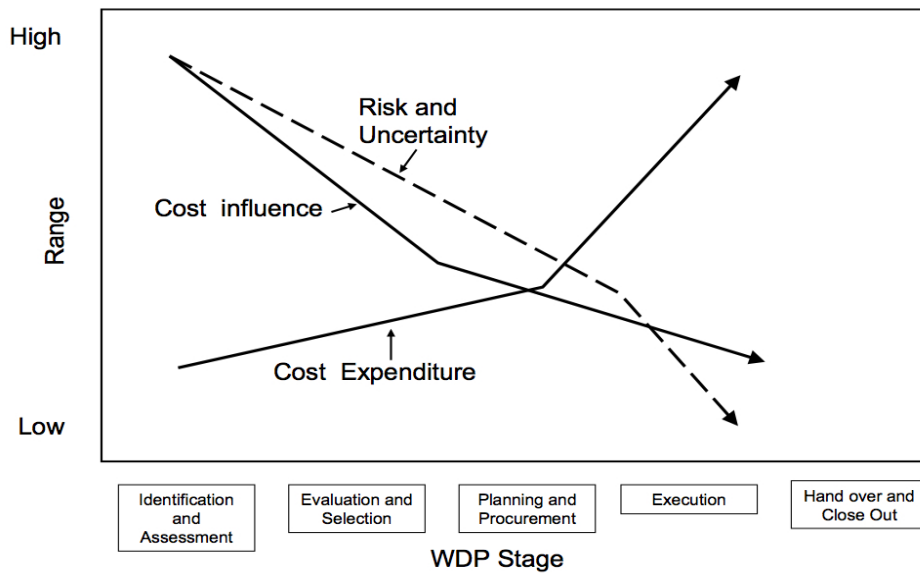 High
Risk and
Uncertainty
Cost influence
Range
Cost Expenditure
Low
Identification
and
Assessment
Evaluation and
Selection
Planning and
Procurement
Execution
Hand over and
Close Out
WDP Stage